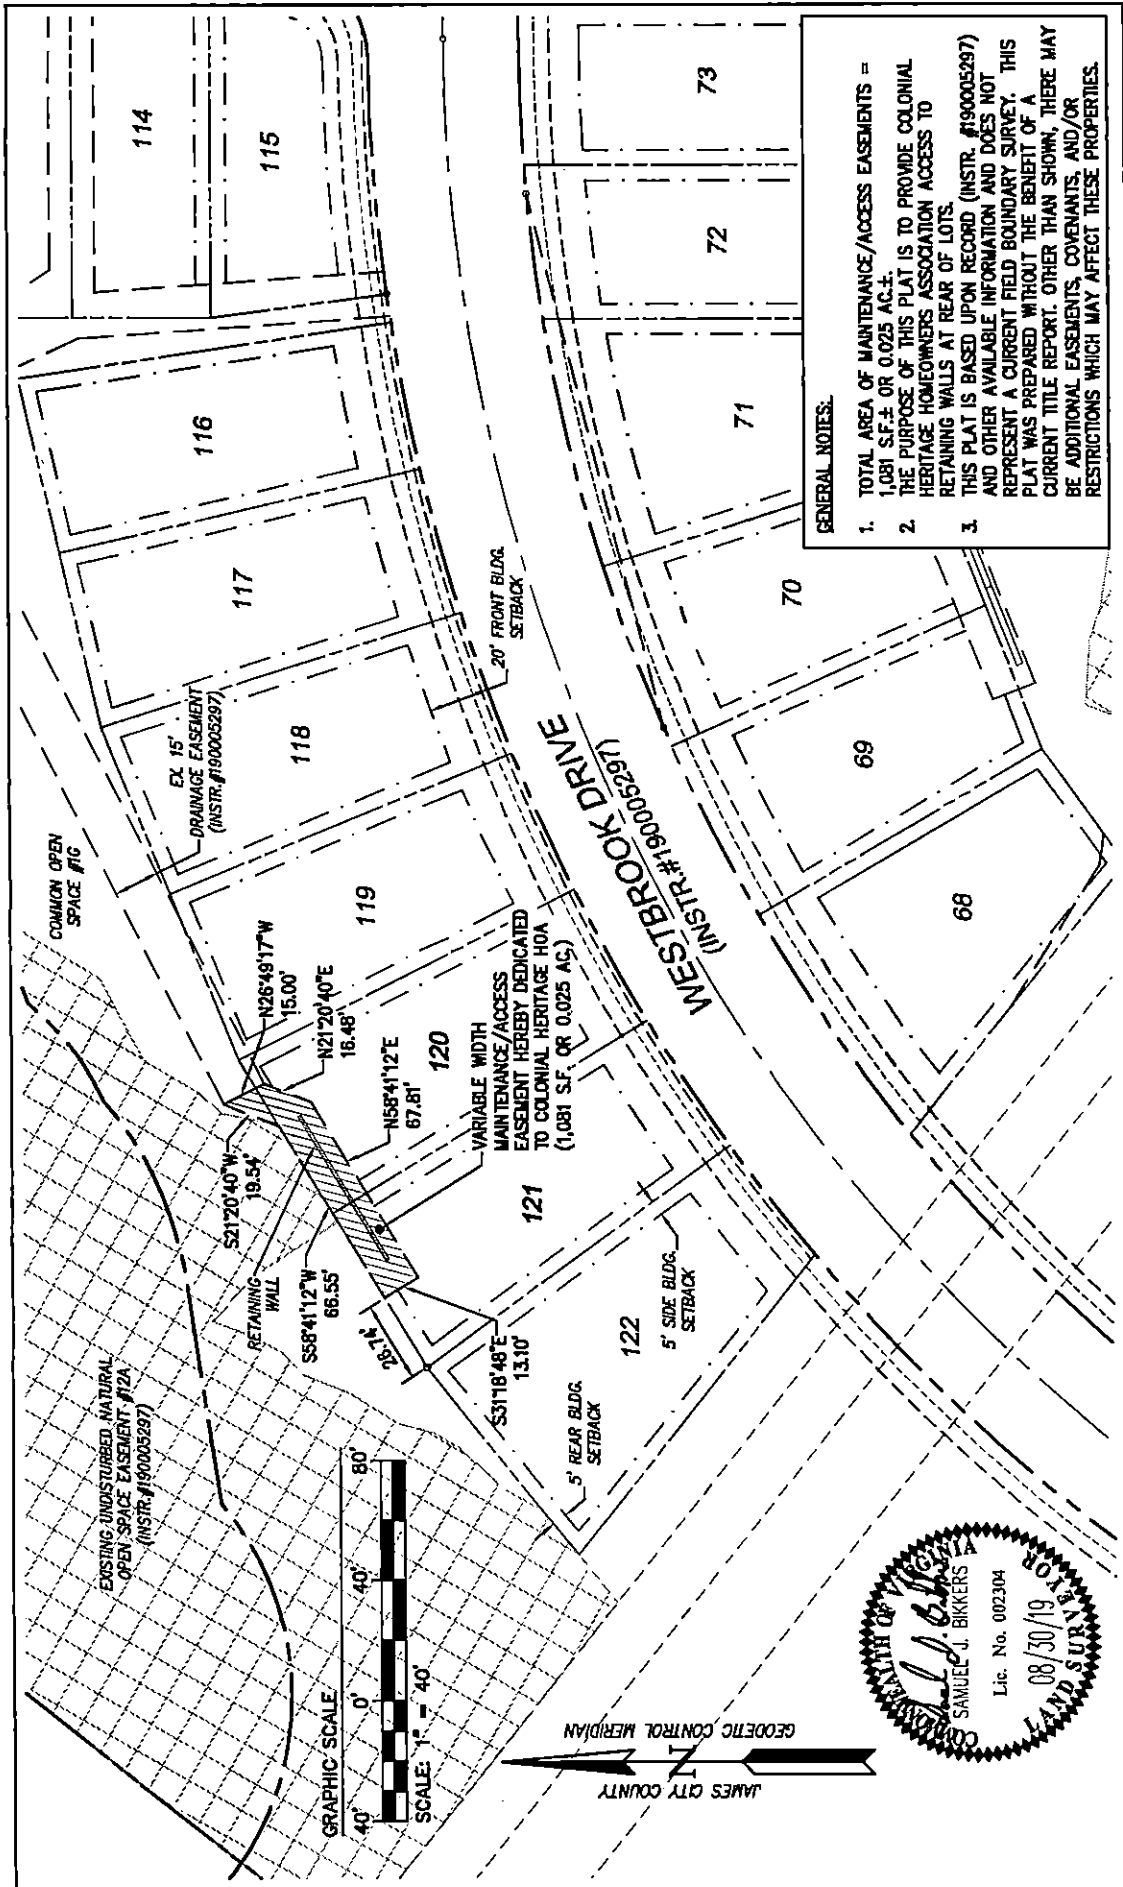 COMMON OPEN
SPACE #1G
EX. 15'
DRAINAGE EASEMENT
(INSTR.#190005297)
EXISTING UNDISTURBED NATURAL
OPEN SPACE EASEMENT #12A
(INSTR.#190005297)
114
115
116
117
118
119
120
121
122
73
72
71
70
69
68
N26°49'17"W
15.00'
N21°20'40"E
16.48'
N58°41'12"E
67.81'
S21°20'40"W
19.54'
RETAINING
WALL
S58°41'12"W
66.55'
28.74'
S31°18'48"E
13.10'
VARIABLE WIDTH
MAINTENANCE/ACCESS
EASEMENT HEREBY DEDICATED
TO COLONIAL HERITAGE HOA
(1,081 S.F. OR 0.025 AC.)
20' FRONT BLDG.
SETBACK
5' SIDE BLDG.
SETBACK
5' REAR BLDG.
SETBACK
WESTBROOK DRIVE
(INSTR.#190005297)
GRAPHIC SCALE
40'
0'
40'
80'
SCALE: 1" = 40'
JAMES CITY COUNTY
N
GEODETIC CONTROL MERIDIAN
COMMONWEALTH OF VIRGINIA
SAMUEL J. BIKKERS
Lic. No. 002304
08/30/19
LAND SURVEYOR
GENERAL NOTES:
1. TOTAL AREA OF MAINTENANCE/ACCESS EASEMENTS =
1,081 S.F.± OR 0.025 AC.±.
2. THE PURPOSE OF THIS PLAT IS TO PROVIDE COLONIAL
HERITAGE HOMEOWNERS ASSOCIATION ACCESS TO
RETAINING WALLS AT REAR OF LOTS.
3. THIS PLAT IS BASED UPON RECORD (INSTR. #190005297)
AND OTHER AVAILABLE INFORMATION AND DOES NOT
REPRESENT A CURRENT FIELD BOUNDARY SURVEY. THIS
PLAT WAS PREPARED WITHOUT THE BENEFIT OF A
CURRENT TITLE REPORT. OTHER THAN SHOWN, THERE MAY
BE ADDITIONAL EASEMENTS, COVENANTS, AND/OR
RESTRICTIONS WHICH MAY AFFECT THESE PROPERTIES.